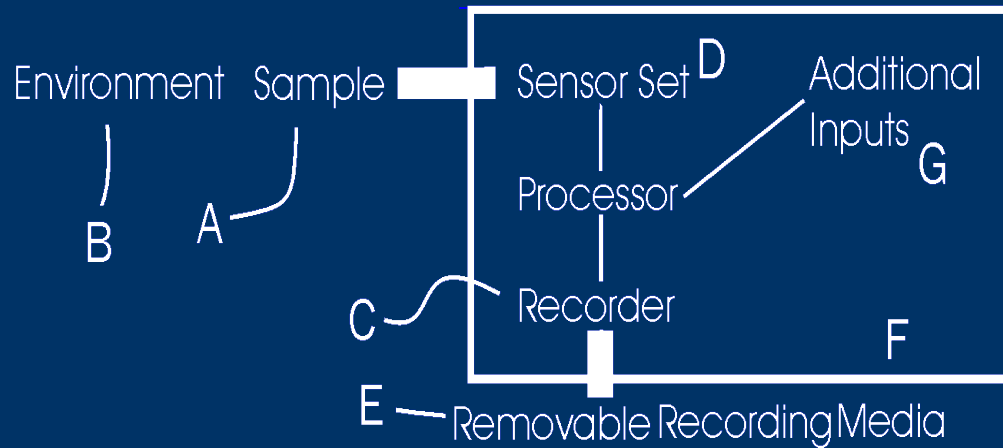 Environment Sample Sensor Set D Additional
Inputs
G
Processor
B
A
C
Recorder
F
E
Removable Recording Media